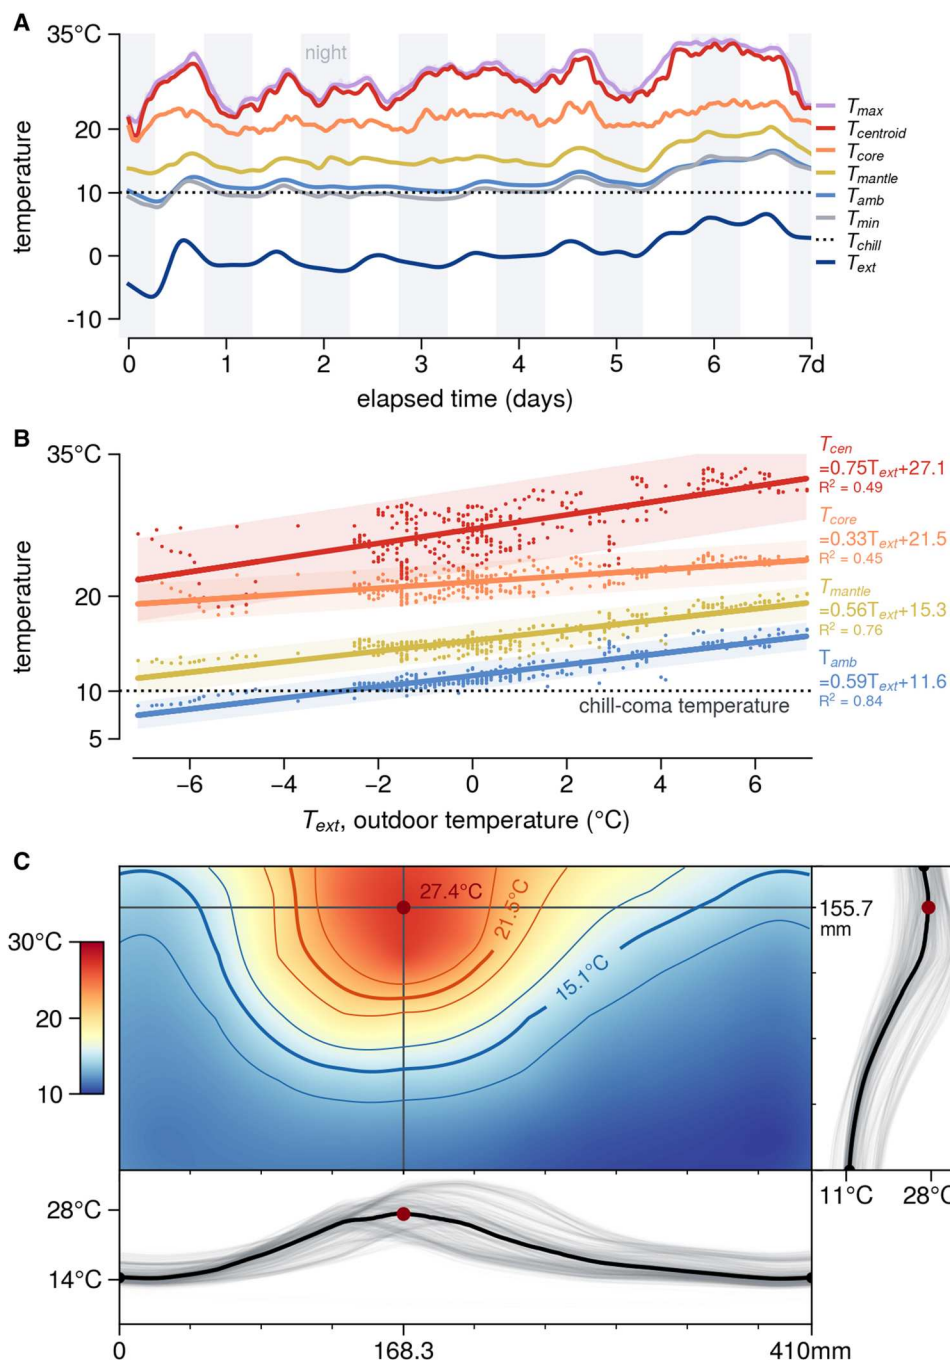 A
35°C
20
10
0
-10
temperature
night
T_max
T_centroid
T_core
T_mantle
T_amb
T_min
T_chill
T_ext
0 1 2 3 4 5 6 7d
elapsed time (days)
B
35°C
20
10
5
temperature
chill-coma temperature
T_cen
=0.75T_ext+27.1
R² = 0.49
T_core
=0.33T_ext+21.5
R² = 0.45
T_mantle
=0.56T_ext+15.3
R² = 0.76
T_amb
=0.59T_ext+11.6
R² = 0.84
−6 −4 −2 0 2 4 6
T_ext, outdoor temperature (°C)
C
27.4°C
21.5°C
15.1°C
155.7
mm
30°C
20
10
11°C 28°C
28°C
14°C
0 168.3 410mm